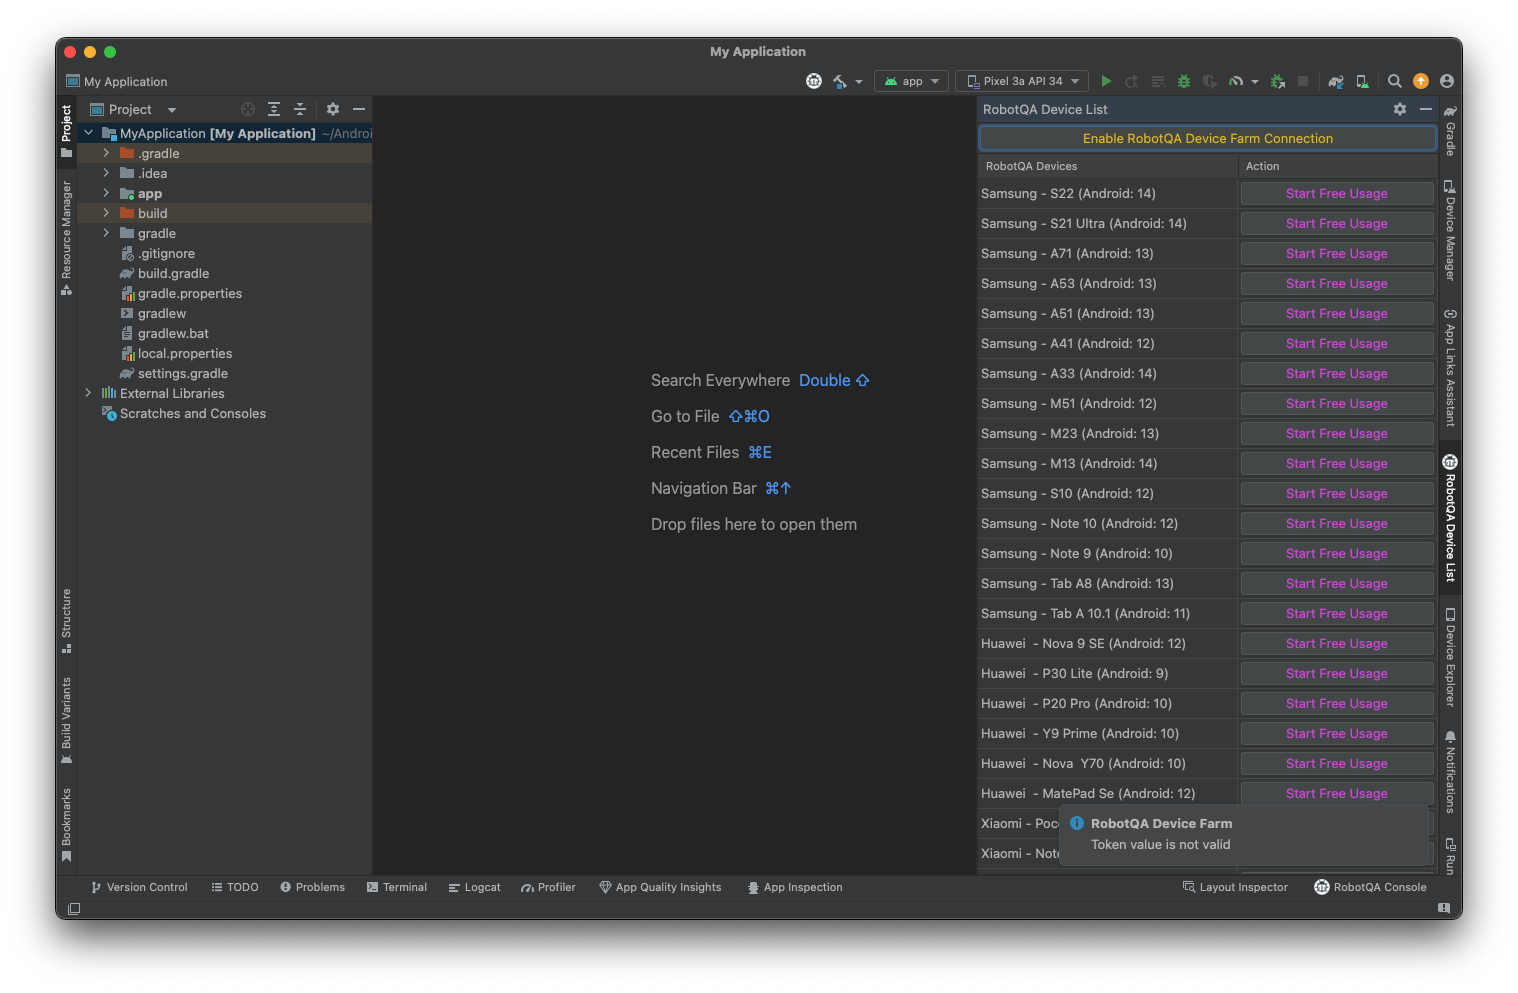 My Application
My Application
app
Pixel 3a API 34
Project
Resource Manager
Structure
Build Variants
Bookmarks
Project
MyApplication [My Application] ~/Androi
.gradle
.idea
app
build
gradle
.gitignore
build.gradle
gradle.properties
gradlew
gradlew.bat
local.properties
settings.gradle
External Libraries
Scratches and Consoles
Search Everywhere Double ⇧
Go to File ⇧⌘O
Recent Files ⌘E
Navigation Bar ⌘↑
Drop files here to open them
RobotQA Device List
Enable RobotQA Device Farm Connection
RobotQA Devices Action
Samsung - S22 (Android: 14) Start Free Usage
Samsung - S21 Ultra (Android: 14) Start Free Usage
Samsung - A71 (Android: 13) Start Free Usage
Samsung - A53 (Android: 13) Start Free Usage
Samsung - A51 (Android: 13) Start Free Usage
Samsung - A41 (Android: 12) Start Free Usage
Samsung - A33 (Android: 14) Start Free Usage
Samsung - M51 (Android: 12) Start Free Usage
Samsung - M23 (Android: 13) Start Free Usage
Samsung - M13 (Android: 14) Start Free Usage
Samsung - S10 (Android: 12) Start Free Usage
Samsung - Note 10 (Android: 12) Start Free Usage
Samsung - Note 9 (Android: 10) Start Free Usage
Samsung - Tab A8 (Android: 13) Start Free Usage
Samsung - Tab A 10.1 (Android: 11) Start Free Usage
Huawei  - Nova 9 SE (Android: 12) Start Free Usage
Huawei  - P30 Lite (Android: 9) Start Free Usage
Huawei  - P20 Pro (Android: 10) Start Free Usage
Huawei  - Y9 Prime (Android: 10) Start Free Usage
Huawei  - Nova  Y70 (Android: 10) Start Free Usage
Huawei  - MatePad Se (Android: 12) Start Free Usage
Xiaomi - Poc
Xiaomi - Note
RobotQA Device Farm
Token value is not valid
Gradle
Device Manager
App Links Assistant
RobotQA Device List
Device Explorer
Notifications
Run
Version Control TODO Problems Terminal Logcat Profiler App Quality Insights App Inspection Layout Inspector RobotQA Console